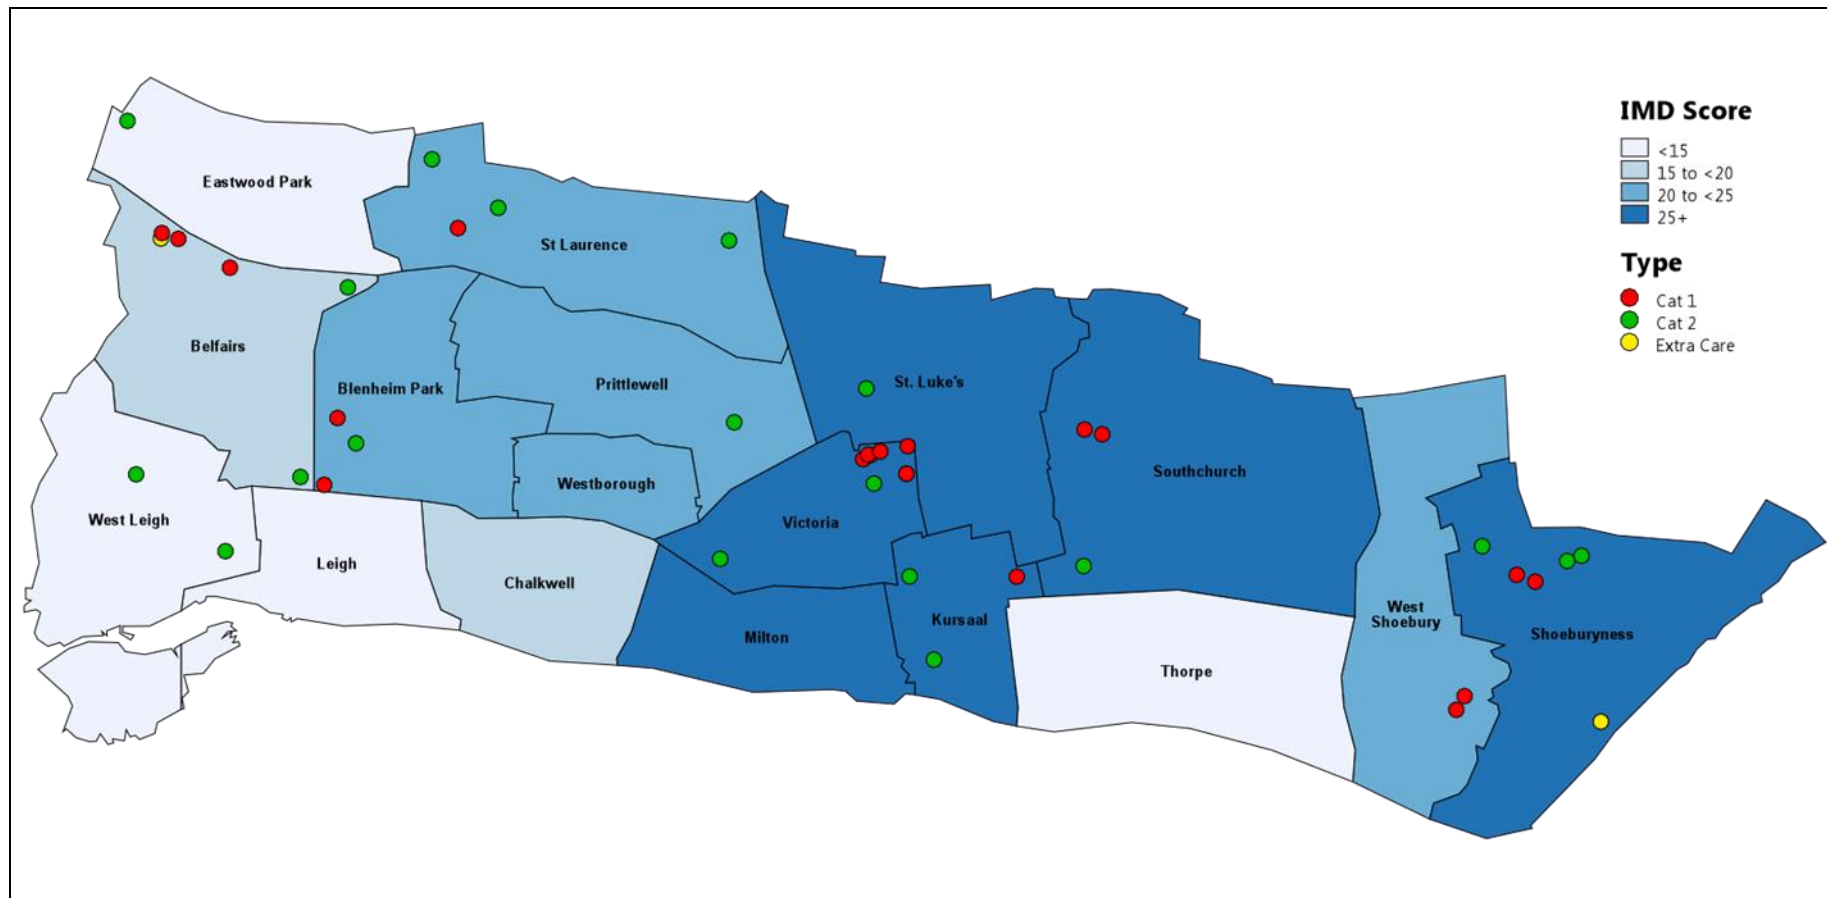 IMD Score
<15
15 to <20
20 to <25
25+
Type
Cat 1
Cat 2
Extra Care
Eastwood Park
St Laurence
Belfairs
Blenheim Park
Prittlewell
St. Luke's
Southchurch
Westborough
West Leigh
Victoria
Leigh
Chalkwell
Milton
Kursaal
West
Shoebury
Shoeburyness
Thorpe